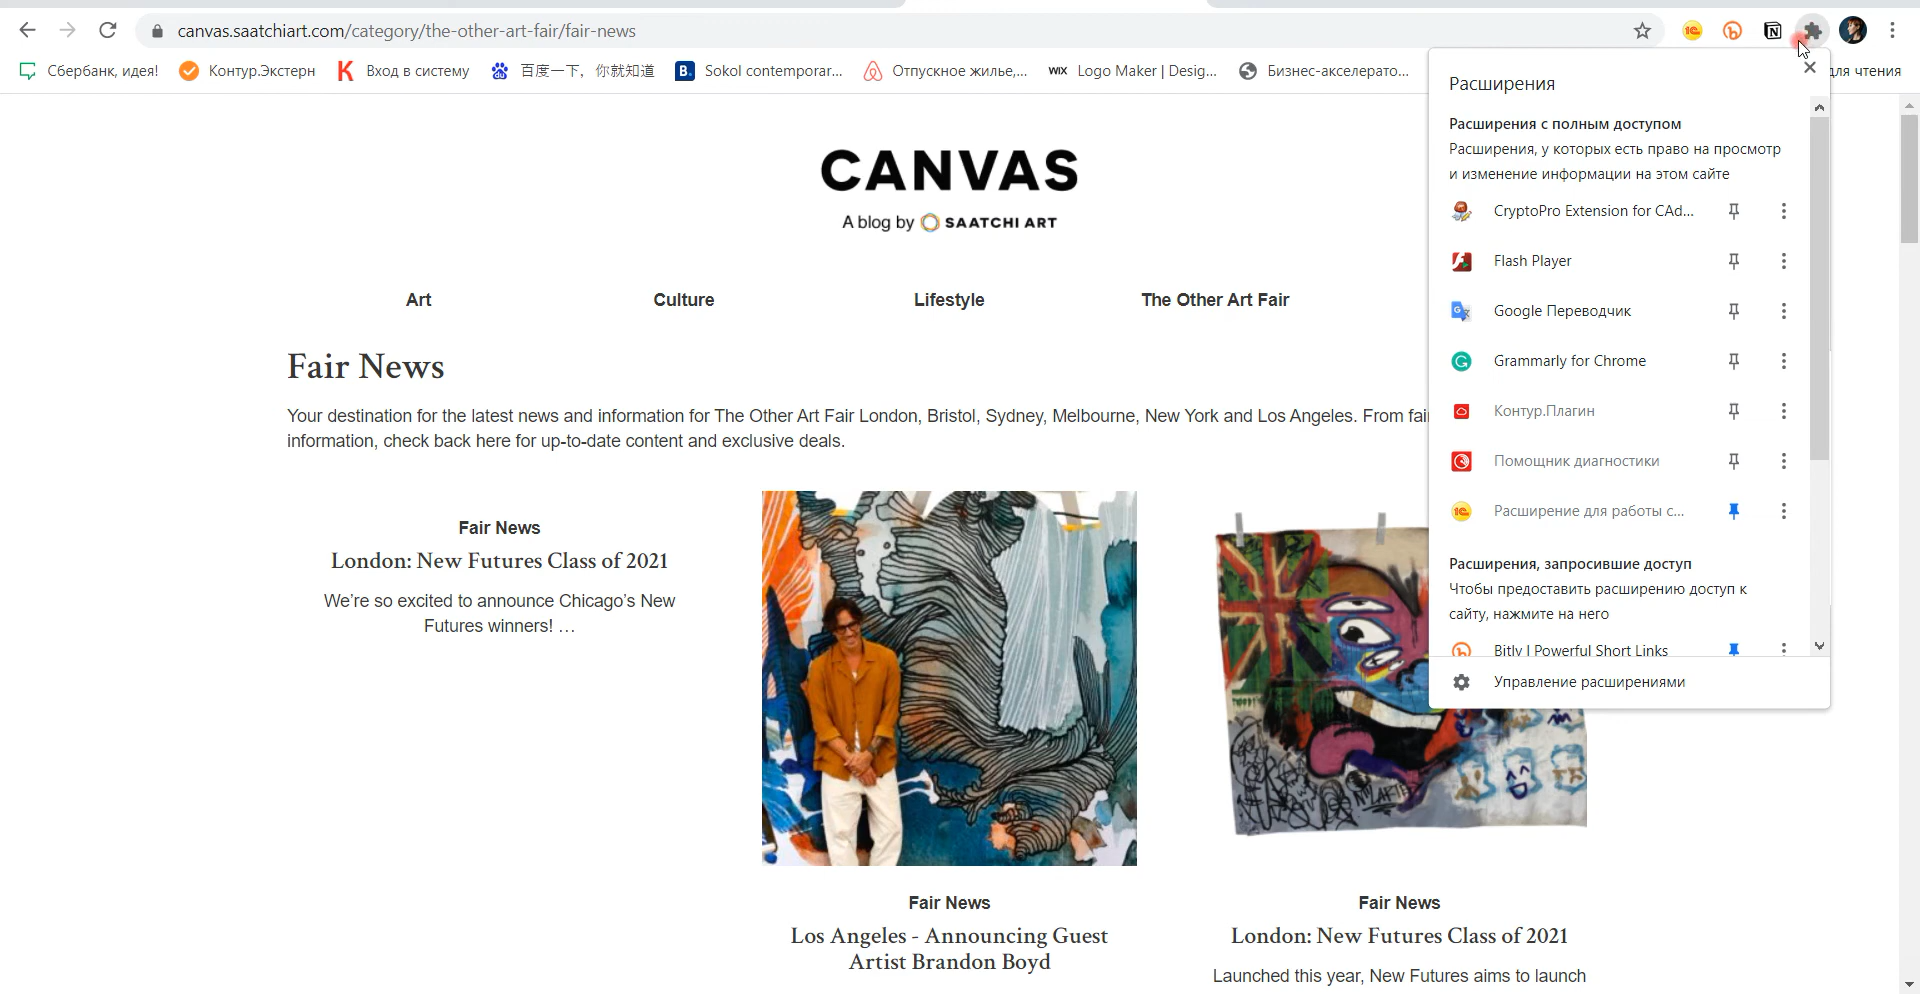 canvas.saatchiart.com/category/the-other-art-fair/fair-news
Сбербанк, идея!
Контур.Экстерн
Вход в систему
百度一下，你就知道
Sokol contemporar...
Отпускное жилье,...
WIX Logo Maker | Desig...
Бизнес-акселерато...
для чтения
CANVAS
A blog by SAATCHI ART
Art
Culture
Lifestyle
The Other Art Fair
Fair News
Your destination for the latest news and information for The Other Art Fair London, Bristol, Sydney, Melbourne, New York and Los Angeles. From fair
information, check back here for up-to-date content and exclusive deals.
Fair News
London: New Futures Class of 2021
We’re so excited to announce Chicago’s New
Futures winners! …
Fair News
Los Angeles - Announcing Guest
Artist Brandon Boyd
Fair News
London: New Futures Class of 2021
Launched this year, New Futures aims to launch
Расширения
Расширения с полным доступом
Расширения, у которых есть право на просмотр
и изменение информации на этом сайте
CryptoPro Extension for CAd...
Flash Player
Google Переводчик
Grammarly for Chrome
Контур.Плагин
Помощник диагностики
Расширение для работы с...
Расширения, запросившие доступ
Чтобы предоставить расширению доступ к
сайту, нажмите на него
Bitly | Powerful Short Links
Управление расширениями